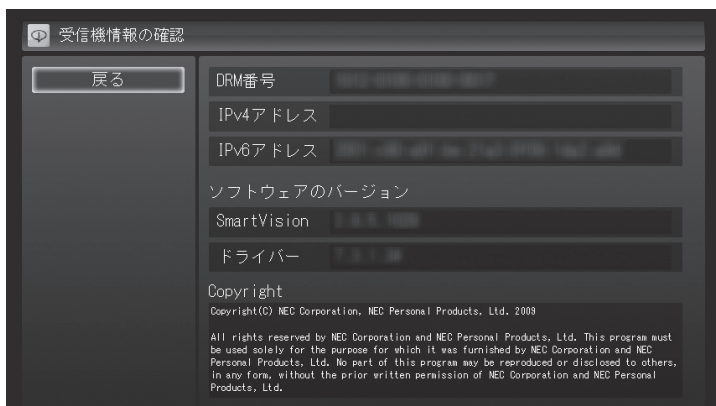 受信機情報の確認
戻る
DRM番号
IPv4アドレス
IPv6アドレス
ソフトウェアのバージョン
SmartVision
ドライバー
Copyright
Copyright(C) NEC Corporation, NEC Personal Products, Ltd. 2009
All rights reserved by NEC Corporation and NEC Personal Products, Ltd. This program must
be used solely for the purpose for which it was furnished by NEC Corporation and NEC
Personal Products, Ltd. No part of this program may be reproduced or disclosed to others,
in any form, without the prior written permission of NEC Corporation and NEC Personal
Products, Ltd.